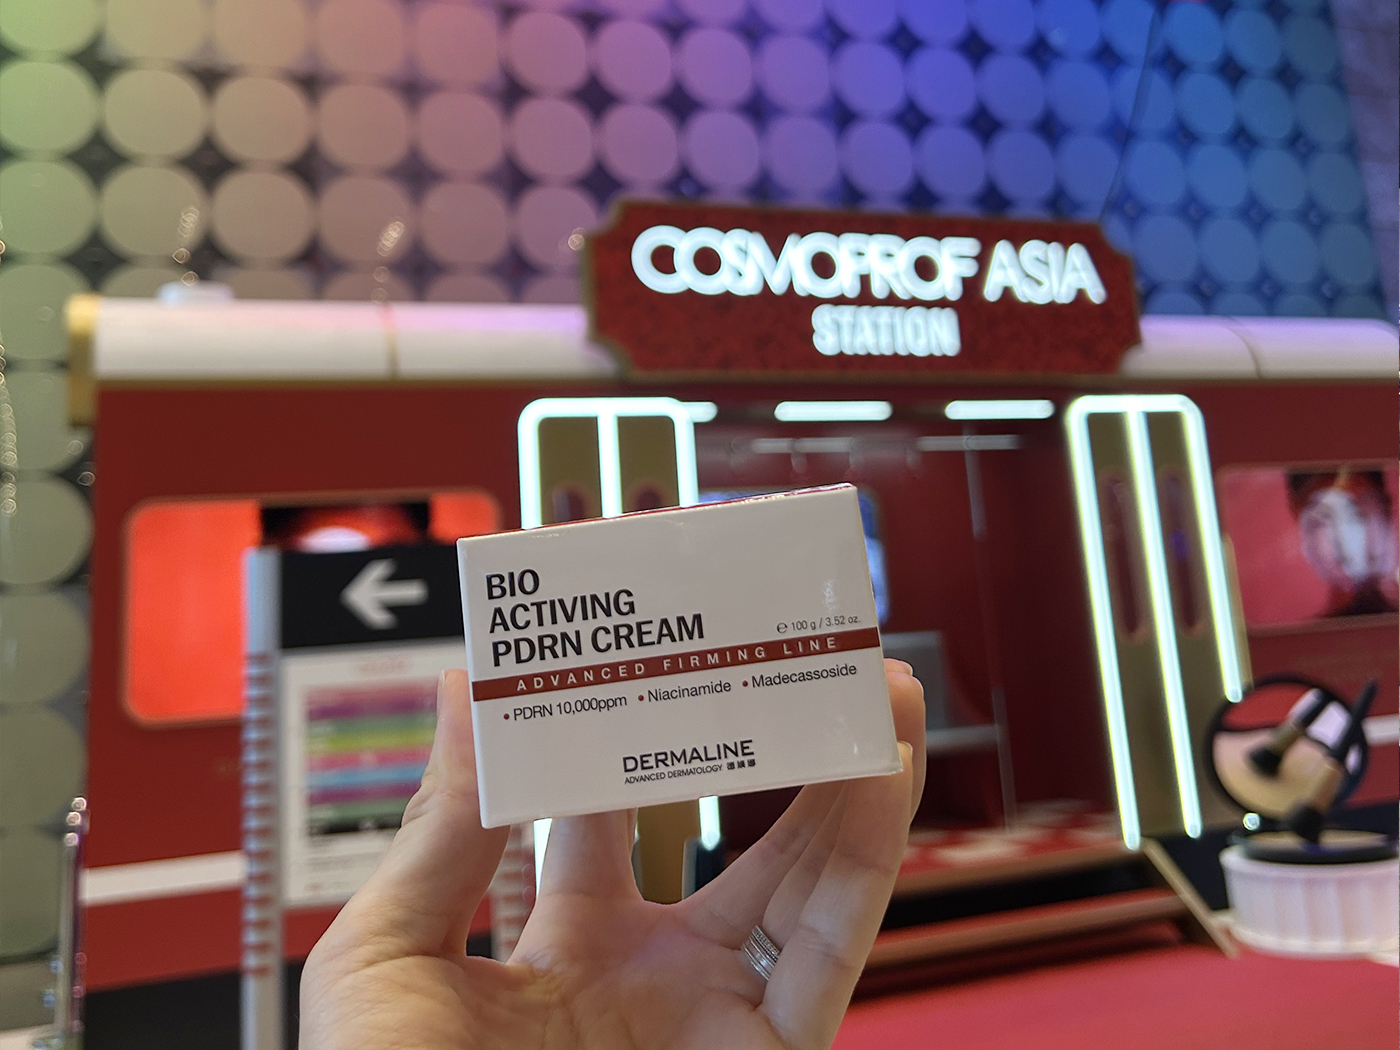 COSMOPROF ASIA
STATION
BIO
ACTIVING
PDRN CREAM
℮ 100 g / 3.52 oz.
ADVANCED FIRMING LINE
• PDRN 10,000ppm • Niacinamide • Madecassoside
DERMALINE
ADVANCED DERMATOLOGY